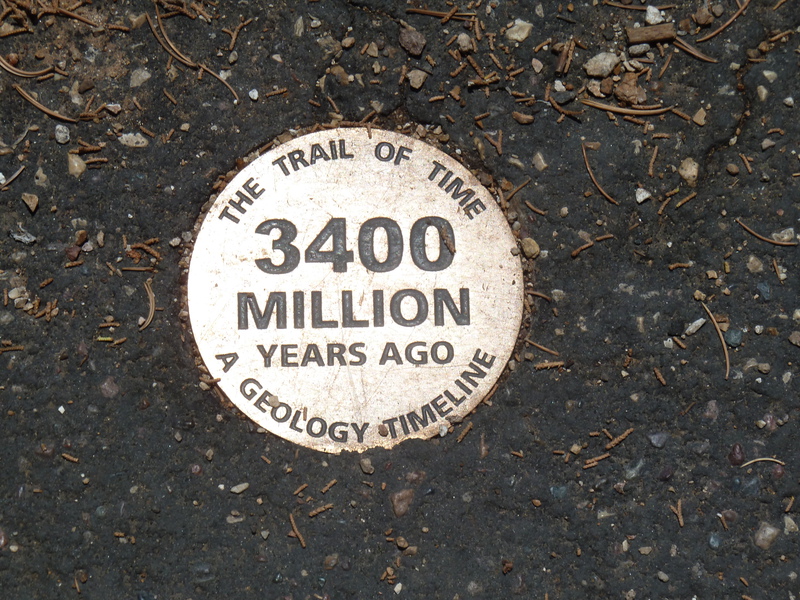 THE TRAIL OF TIME
3400
MILLION
YEARS AGO
A GEOLOGY TIMELINE